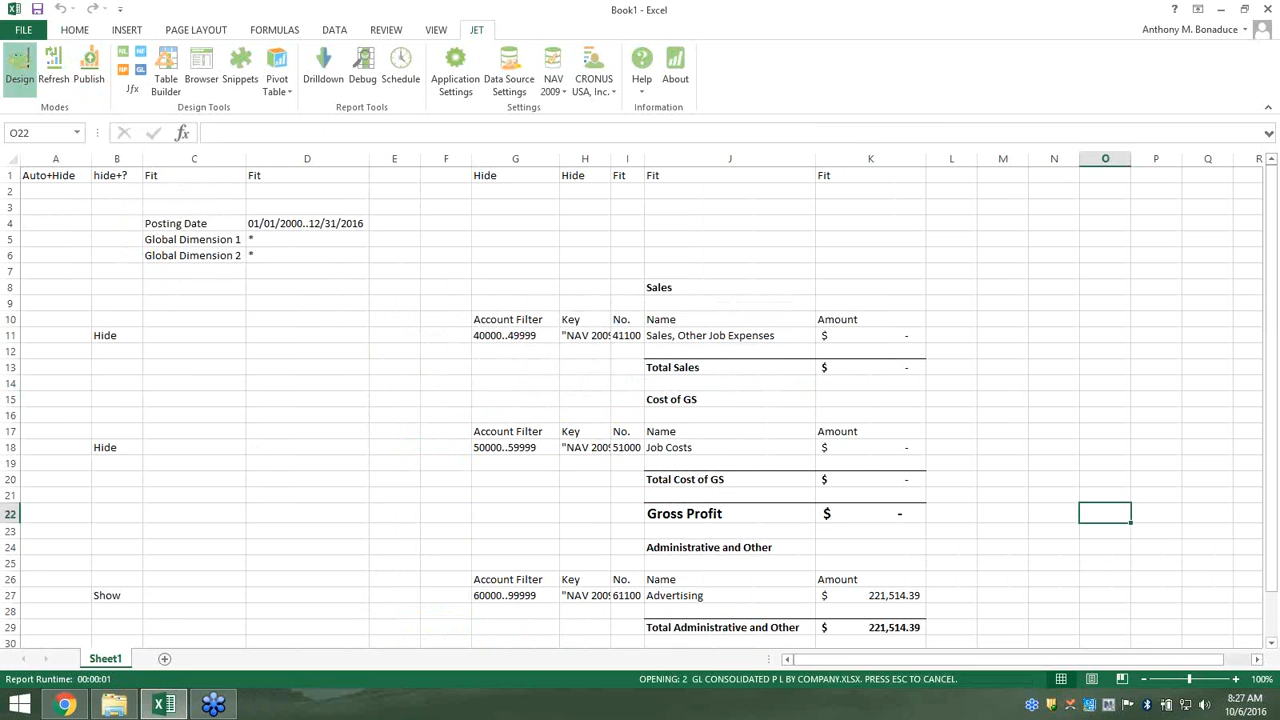 Book1 - Excel
FILE HOME INSERT PAGE LAYOUT FORMULAS DATA REVIEW VIEW JET Anthony M. Bonaduce
Design Refresh Publish NL NF NP GL Jfx Table Builder Browser Snippets Pivot Table Drilldown Debug Schedule Application Settings Data Source Settings NAV 2009 CRONUS USA, Inc. Help About
Modes Design Tools Report Tools Settings Information
O22 fx
A B C D E F G H I J K L M N O P Q R
1 Auto+Hide hide+? Fit Fit Hide Hide Fit Fit Fit
2
3
4 Posting Date 01/01/2000..12/31/2016
5 Global Dimension 1 *
6 Global Dimension 2 *
7
8 Sales
9
10 Account Filter Key No. Name Amount
11 Hide 40000..49999 "NAV 2009 41100 Sales, Other Job Expenses $ -
12
13 Total Sales $ -
14
15 Cost of GS
16
17 Account Filter Key No. Name Amount
18 Hide 50000..59999 "NAV 2009 51000 Job Costs $ -
19
20 Total Cost of GS $ -
21
22 Gross Profit $ -
23
24 Administrative and Other
25
26 Account Filter Key No. Name Amount
27 Show 60000..99999 "NAV 2009 61100 Advertising $ 221,514.39
28
29 Total Administrative and Other $ 221,514.39
30
Sheet1
Report Runtime: 00:00:01 OPENING: 2 GL CONSOLIDATED P L BY COMPANY.XLSX. PRESS ESC TO CANCEL. 100%
8:27 AM
10/6/2016